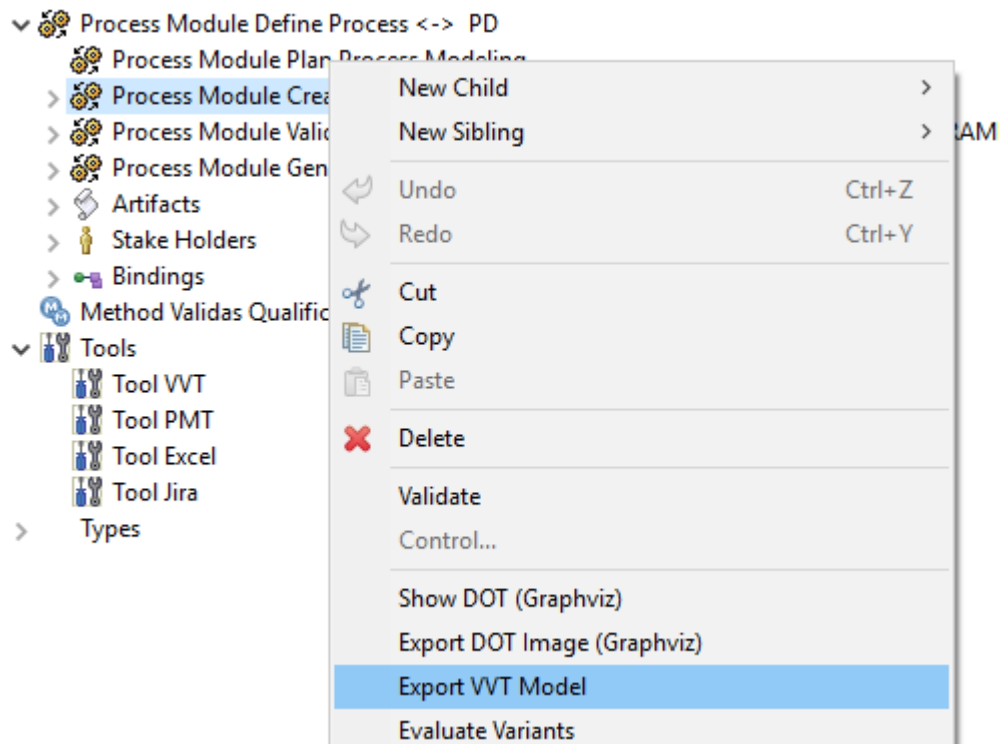 Process Module Define Process <-> PD
Process Module Plan Process Modeling
Process Module Crea
Process Module Valid
RAM
Process Module Gen
Artifacts
Stake Holders
Bindings
Method Validas Qualific
Tools
Tool VVT
Tool PMT
Tool Excel
Tool Jira
Types
New Child
New Sibling
Undo Ctrl+Z
Redo Ctrl+Y
Cut
Copy
Paste
Delete
Validate
Control...
Show DOT (Graphviz)
Export DOT Image (Graphviz)
Export VVT Model
Evaluate Variants